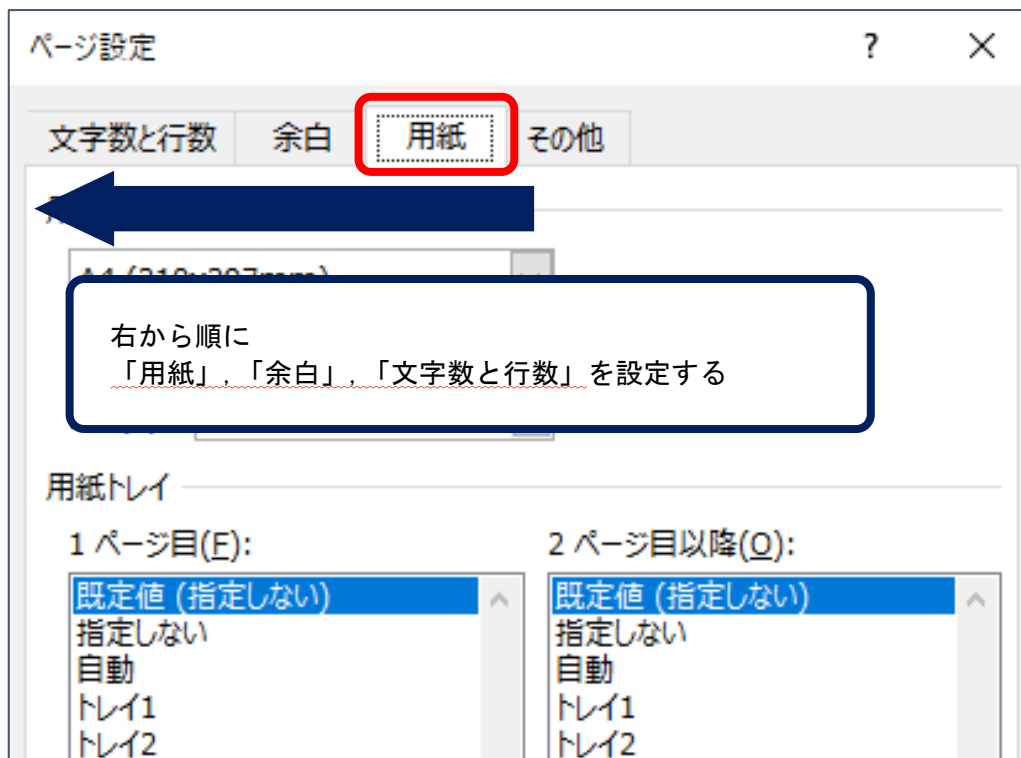 ページ設定 ?
文字数と行数 余白 用紙 その他
A4 (210x297mm)
右から順に
「用紙」,「余白」,「文字数と行数」を設定する
用紙トレイ
1 ページ目(F): 2 ページ目以降(O):
既定値 (指定しない) 既定値 (指定しない)
指定しない 指定しない
自動 自動
トレイ1 トレイ1
トレイ2 トレイ2